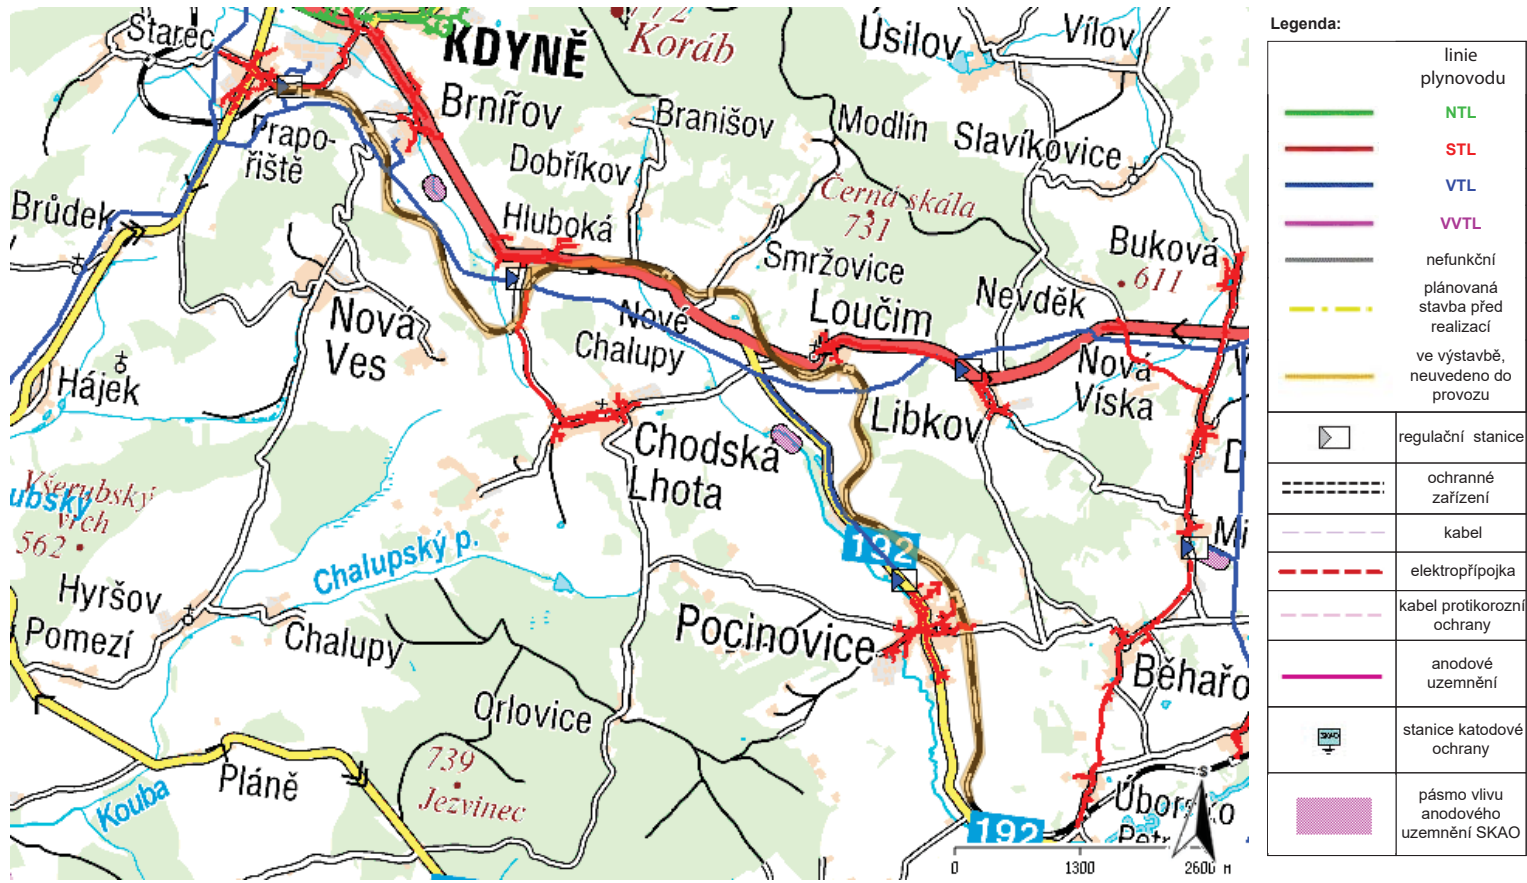 Starec
KDYNĚ
Koráb
Úsilov
Vílov
Brnířov
Branišov
Modlín
Slavíkovice
Prapo-
řiště
Dobříkov
Brůdek
Hluboká
Černá skála
731
Smržovice
Buková
611
Nevděk
Nová
Ves
Nové
Chalupy
Loučim
Nová
Víska
Hájek
Libkov
Chodská
Lhota
Všerubský
ubský
vrch
562
192
Chalupský p.
Hyršov
Pomezí
Chalupy
Pocinovice
Běhařo
Orlovice
739
Jezvinec
Pláně
Kouba
192
0
1300
2600 M
S
Legenda:
linie
plynovodu
NTL
STL
VTL
VVTL
nefunkční
plánovaná
stavba před
realizací
ve výstavbě,
neuvedeno do
provozu
regulační stanice
ochranné
zařízení
kabel
elektropřípojka
kabel protikorozní
ochrany
anodové
uzemnění
SKAO
stanice katodové
ochrany
pásmo vlivu
anodového
uzemnění SKAO